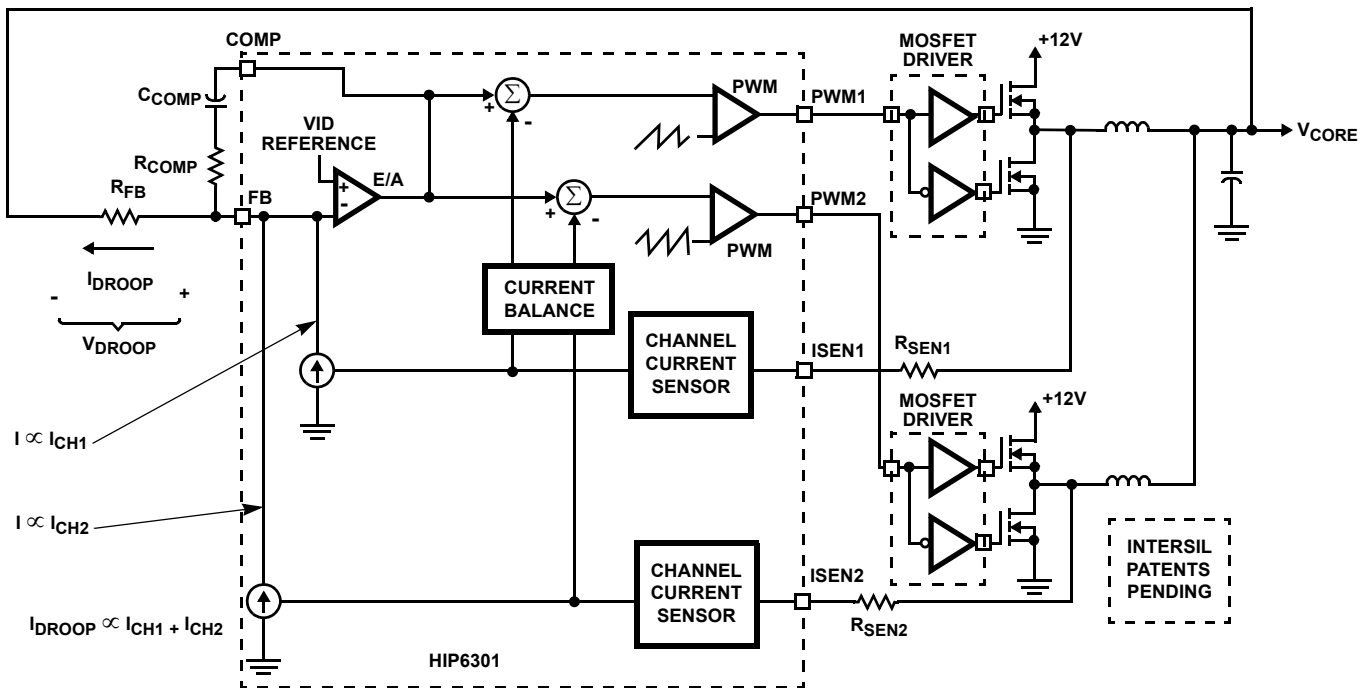 COMP
MOSFET
DRIVER
+12V
C_COMP
PWM
PWM1
Σ
+
-
VID
REFERENCE
V_CORE
R_COMP
E/A
+
-
R_FB
FB
Σ
+
-
PWM2
PWM
I_DROOP
-
+
V_DROOP
CURRENT
BALANCE
CHANNEL
CURRENT
SENSOR
ISEN1
R_SEN1
MOSFET
DRIVER
+12V
I ∝ I_CH1
I ∝ I_CH2
CHANNEL
CURRENT
SENSOR
ISEN2
R_SEN2
INTERSIL
PATENTS
PENDING
I_DROOP ∝ I_CH1 + I_CH2
HIP6301